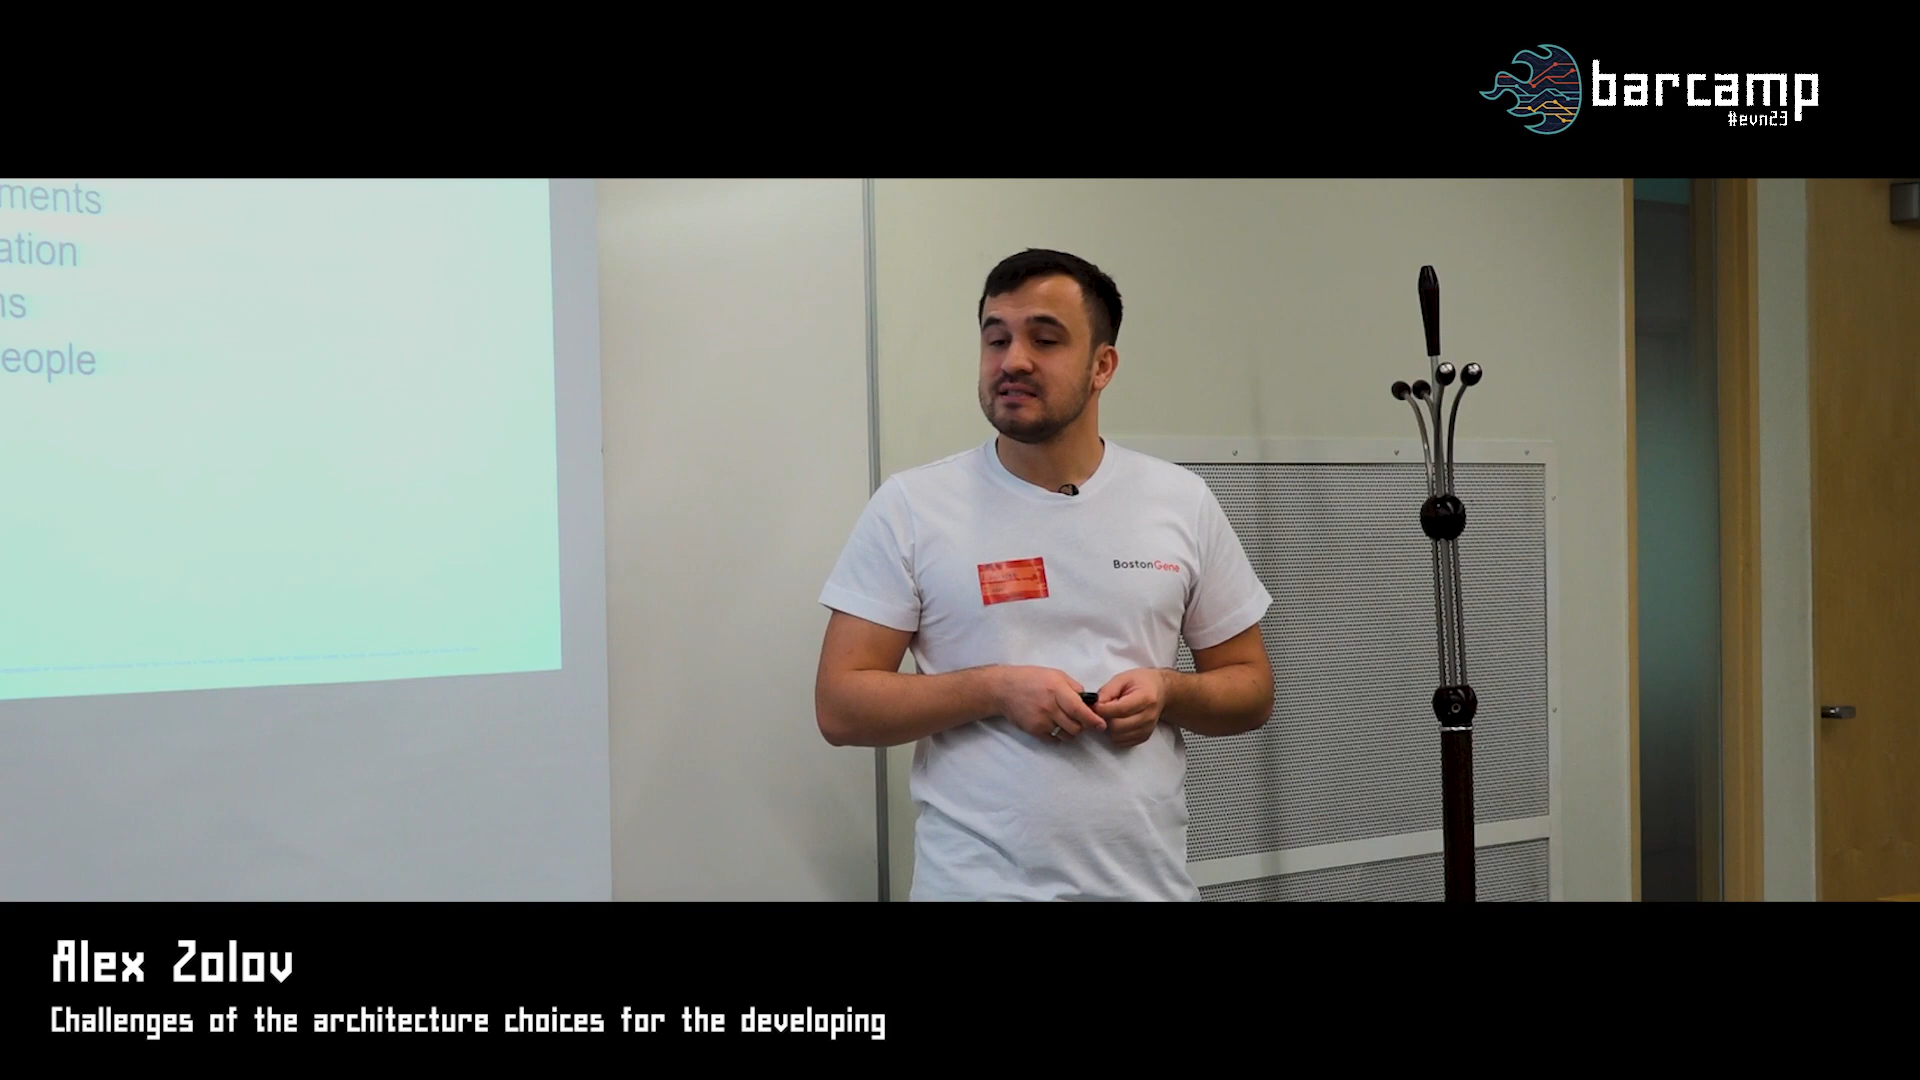 barcamp
#evn23
ments
ation
ns
eople
BostonGene
Alex Zolov
Challenges of the architecture choices for the developing